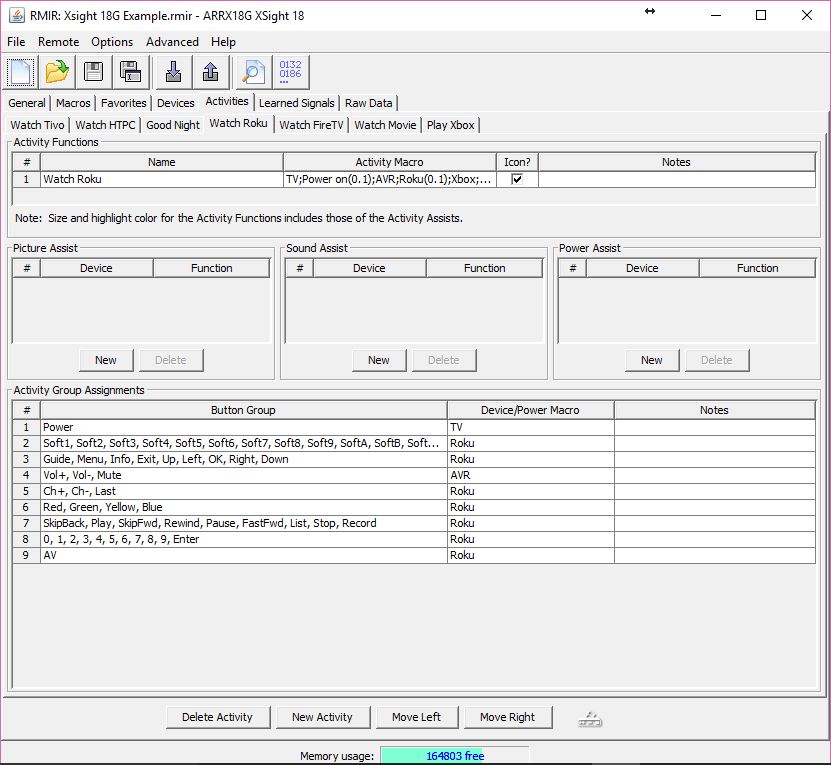 RMIR: Xsight 18G Example.rmir - ARRX18G XSight 18
File Remote Options Advanced Help
0132
0186
...
General Macros Favorites Devices Activities Learned Signals Raw Data
Watch Tivo Watch HTPC Good Night Watch Roku Watch FireTV Watch Movie Play Xbox
Activity Functions
# Name Activity Macro Icon? Notes
1 Watch Roku TV;Power on(0.1);AVR;Roku(0.1);Xbox;...
Note: Size and highlight color for the Activity Functions includes those of the Activity Assists.
Picture Assist Sound Assist Power Assist
# Device Function # Device Function # Device Function
New Delete New Delete New Delete
Activity Group Assignments
# Button Group Device/Power Macro Notes
1 Power TV
2 Soft1, Soft2, Soft3, Soft4, Soft5, Soft6, Soft7, Soft8, Soft9, SoftA, SoftB, Soft... Roku
3 Guide, Menu, Info, Exit, Up, Left, OK, Right, Down Roku
4 Vol+, Vol-, Mute AVR
5 Ch+, Ch-, Last Roku
6 Red, Green, Yellow, Blue Roku
7 SkipBack, Play, SkipFwd, Rewind, Pause, FastFwd, List, Stop, Record Roku
8 0, 1, 2, 3, 4, 5, 6, 7, 8, 9, Enter Roku
9 AV Roku
Delete Activity New Activity Move Left Move Right
Memory usage: 164803 free